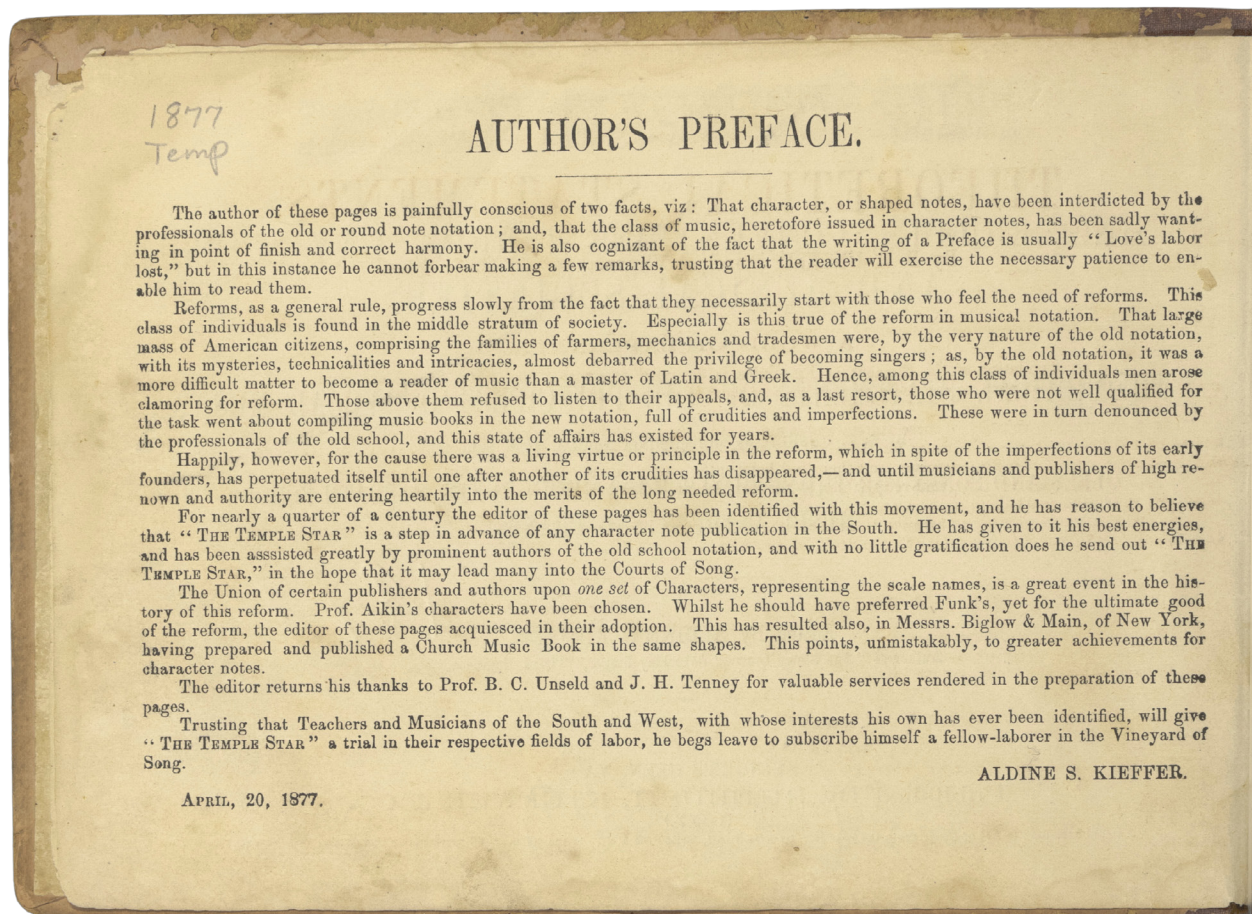 1877
Temp
AUTHOR'S PREFACE.
The author of these pages is painfully conscious of two facts, viz: That character, or shaped notes, have been interdicted by the
professionals of the old or round note notation; and, that the class of music, heretofore issued in character notes, has been sadly want-
ing in point of finish and correct harmony. He is also cognizant of the fact that the writing of a Preface is usually "Love's labor
lost," but in this instance he cannot forbear making a few remarks, trusting that the reader will exercise the necessary patience to en-
able him to read them.
Reforms, as a general rule, progress slowly from the fact that they necessarily start with those who feel the need of reforms. This
class of individuals is found in the middle stratum of society. Especially is this true of the reform in musical notation. That large
mass of American citizens, comprising the families of farmers, mechanics and tradesmen were, by the very nature of the old notation,
with its mysteries, technicalities and intricacies, almost debarred the privilege of becoming singers; as, by the old notation, it was a
more difficult matter to become a reader of music than a master of Latin and Greek. Hence, among this class of individuals men arose
clamoring for reform. Those above them refused to listen to their appeals, and, as a last resort, those who were not well qualified for
the task went about compiling music books in the new notation, full of crudities and imperfections. These were in turn denounced by
the professionals of the old school, and this state of affairs has existed for years.
Happily, however, for the cause there was a living virtue or principle in the reform, which in spite of the imperfections of its early
founders, has perpetuated itself until one after another of its crudities has disappeared,—and until musicians and publishers of high re-
nown and authority are entering heartily into the merits of the long needed reform.
For nearly a quarter of a century the editor of these pages has been identified with this movement, and he has reason to believe
that "THE TEMPLE STAR" is a step in advance of any character note publication in the South. He has given to it his best energies,
and has been asssisted greatly by prominent authors of the old school notation, and with no little gratification does he send out "THE
TEMPLE STAR," in the hope that it may lead many into the Courts of Song.
The Union of certain publishers and authors upon one set of Characters, representing the scale names, is a great event in the his-
tory of this reform. Prof. Aikin's characters have been chosen. Whilst he should have preferred Funk's, yet for the ultimate good
of the reform, the editor of these pages acquiesced in their adoption. This has resulted also, in Messrs. Biglow & Main, of New York,
having prepared and published a Church Music Book in the same shapes. This points, unmistakably, to greater achievements for
character notes.
The editor returns his thanks to Prof. B. C. Unseld and J. H. Tenney for valuable services rendered in the preparation of these
pages.
Trusting that Teachers and Musicians of the South and West, with whose interests his own has ever been identified, will give
"THE TEMPLE STAR" a trial in their respective fields of labor, he begs leave to subscribe himself a fellow-laborer in the Vineyard of
Song.
ALDINE S. KIEFFER.
APRIL, 20, 1877.